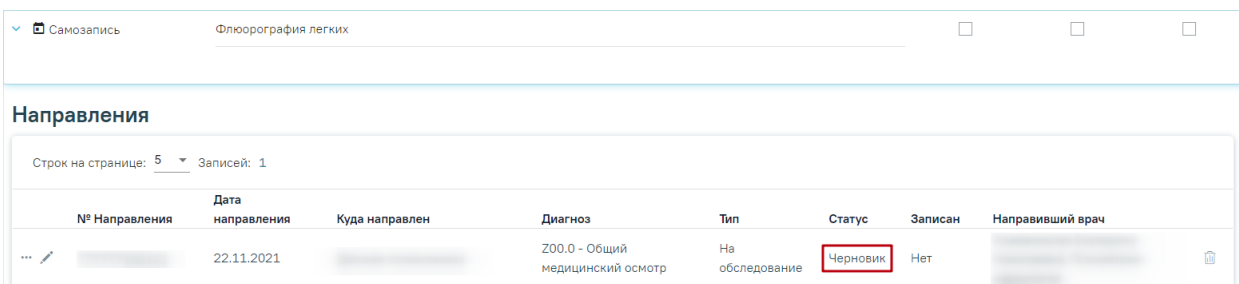 Самозапись Флюорография легких
Направления
Строк на странице: 5 Записей: 1
№ Направления Дата направления Куда направлен Диагноз Тип Статус Записан Направивший врач
22.11.2021 Z00.0 - Общий медицинский осмотр На обследование Черновик Нет